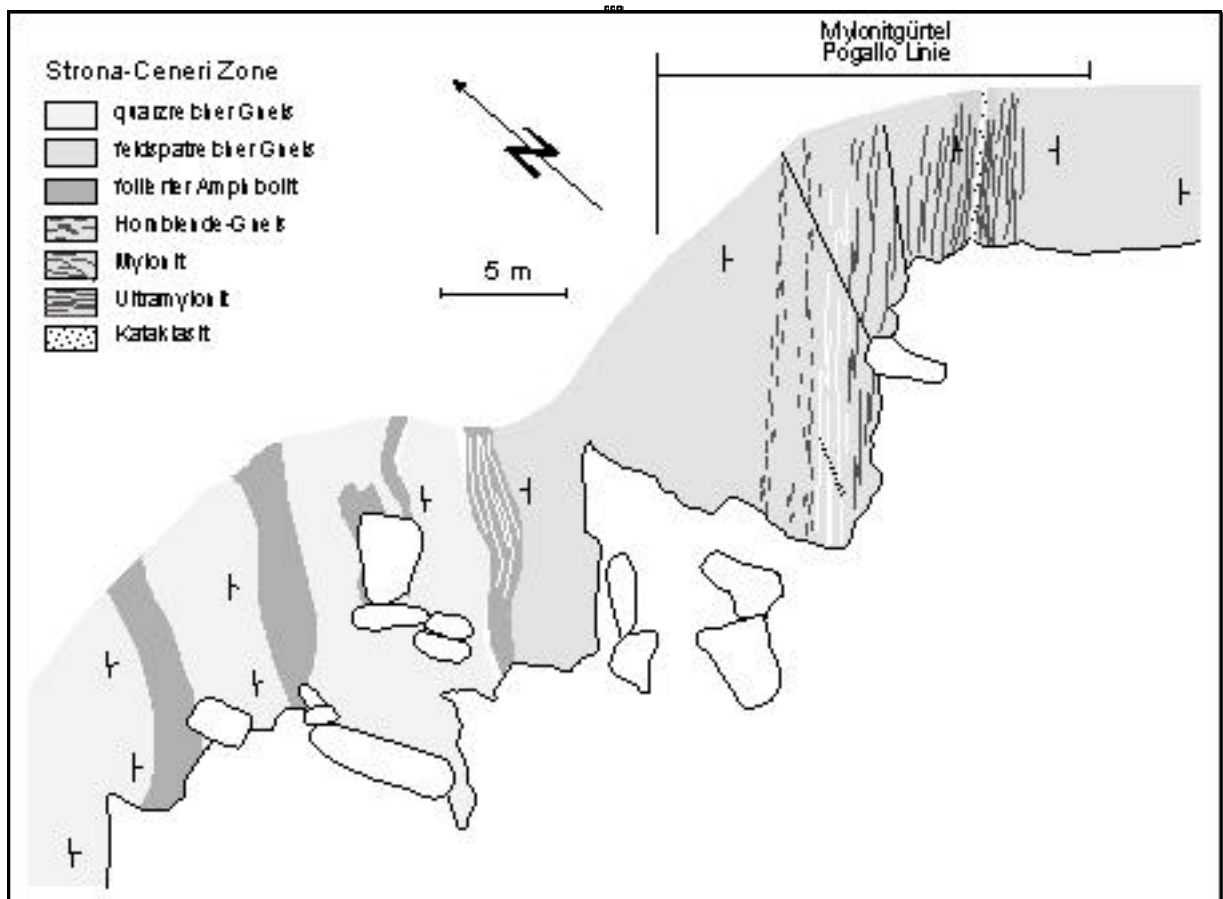 Mylonitgürtel
Pogallo Linie
Strona-Ceneri Zone
quarzreicher Gneis
feldspatreicher Gneis
foliierter Amphibolit
Hornblende-Gneis
Mylonit
Ultramylonit
Kataklasit
N
5 m